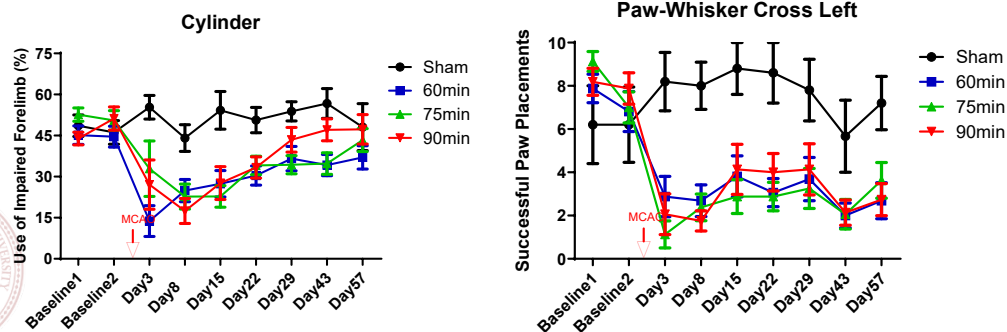 Cylinder
Use of Impaired Forelimb (%)
75
60
45
30
15
0
Baseline1
Baseline2
Day3
Day8
Day15
Day22
Day29
Day43
Day57
MCA
Sham
60min
75min
90min
Paw-Whisker Cross Left
Successful Paw Placements
10
8
6
4
2
0
Baseline1
Baseline2
Day3
Day8
Day15
Day22
Day29
Day43
Day57
MCAO
Sham
60min
75min
90min
VERSITY